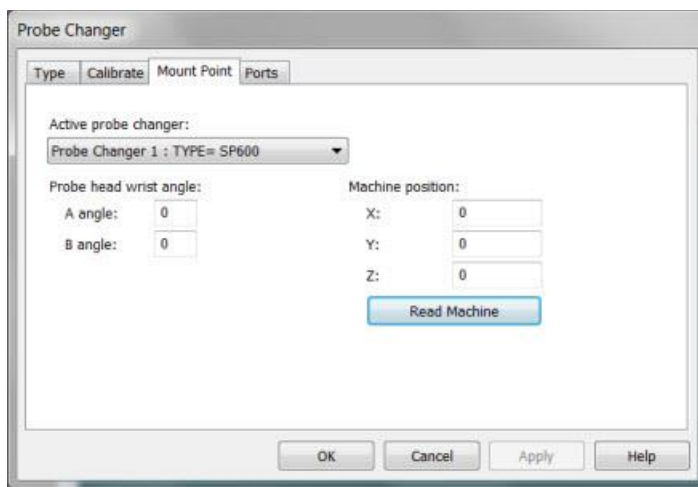 Probe Changer
Type Calibrate Mount Point Ports
Active probe changer:
Probe Changer 1 : TYPE= SP600
Probe head wrist angle: Machine position:
A angle: 0 X: 0
B angle: 0 Y: 0
Z: 0
Read Machine
OK Cancel Apply Help